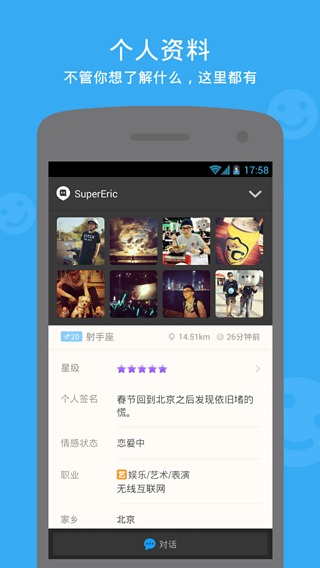 个人资料
不管你想了解什么，这里都有
17:58
SuperEric
20 射手座 14.51km 26分钟前
星级
个人签名 春节回到北京之后发现依旧堵的
慌。
情感状态 恋爱中
职业 艺 娱乐/艺术/表演
无线互联网
家乡 北京
对话